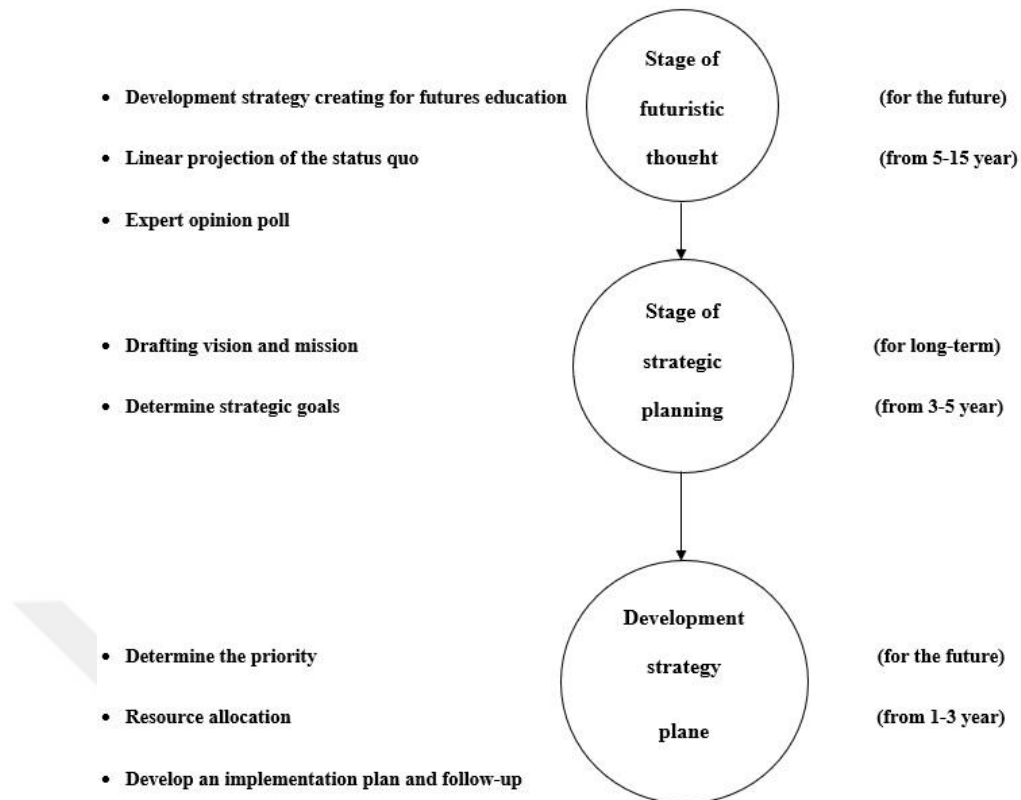 Stage of
futuristic
thought
• Development strategy creating for futures education
(for the future)
• Linear projection of the status quo
(from 5-15 year)
• Expert opinion poll
Stage of
strategic
planning
• Drafting vision and mission
(for long-term)
• Determine strategic goals
(from 3-5 year)
Development
strategy
plane
• Determine the priority
(for the future)
• Resource allocation
(from 1-3 year)
• Develop an implementation plan and follow-up